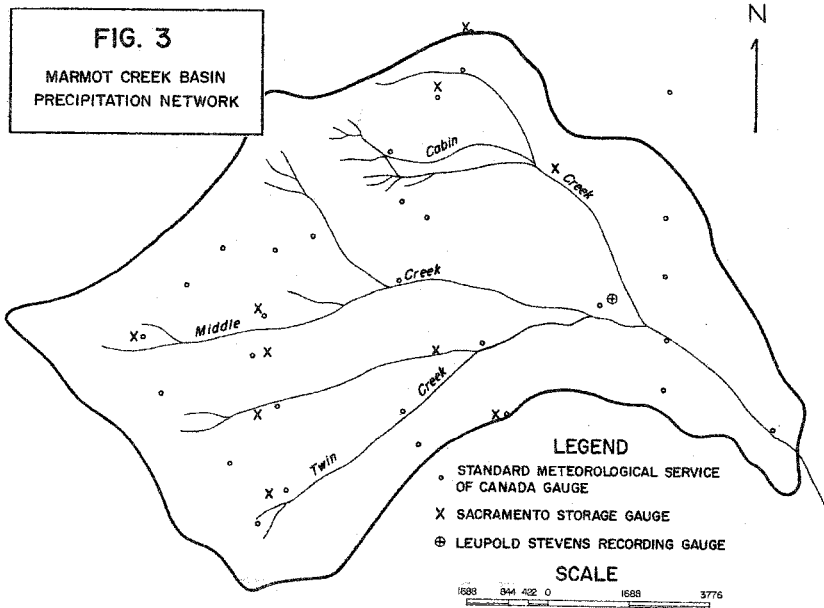 FIG. 3
MARMOT CREEK BASIN
PRECIPITATION NETWORK
N
Cabin
Creek
Creek
Middle
Creek
Twin
LEGEND
STANDARD METEOROLOGICAL SERVICE
OF CANADA GAUGE
X SACRAMENTO STORAGE GAUGE
⊕ LEUPOLD STEVENS RECORDING GAUGE
SCALE
1688 844 422 0 1688 3776